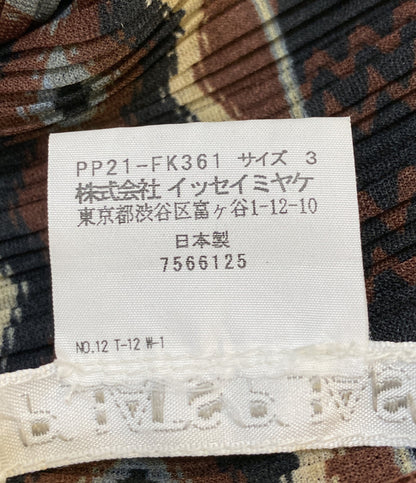 PP21-FK361 サイズ 3
株式会社 イッセイミヤケ
東京都渋谷区富ヶ谷1-12-10
日本製
7566125
NO.12 T-12 W-1